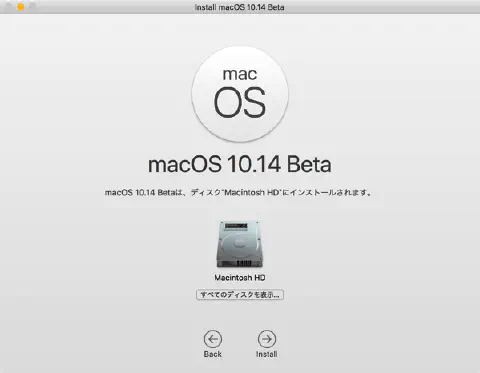 Install macOS 10.14 Beta
mac
OS
macOS 10.14 Beta
macOS 10.14 Betaは、ディスク"Macintosh HD"にインストールされます。
Macintosh HD
すべてのディスクを表示...
Back Install